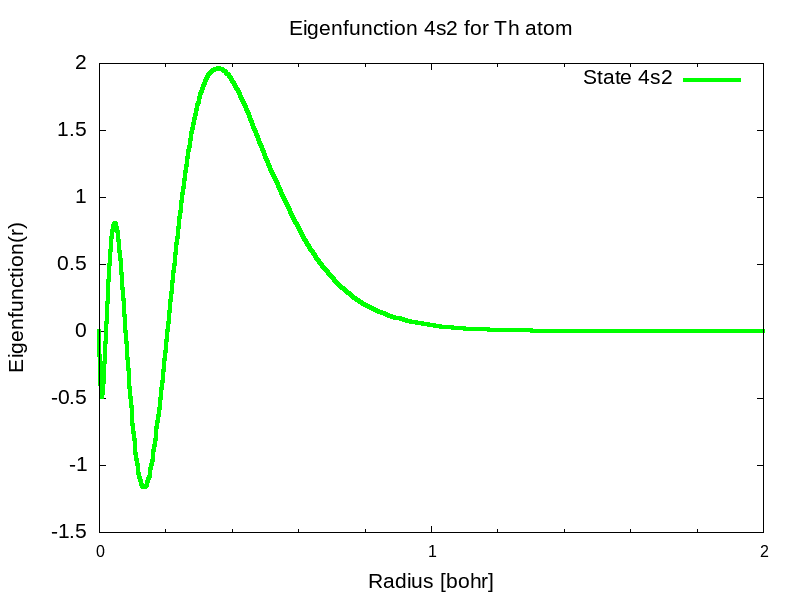 Eigenfunction 4s2 for Th atom
State 4s2
2
1.5
1
0.5
0
-0.5
-1
-1.5
Eigenfunction(r)
0 1 2
Radius [bohr]